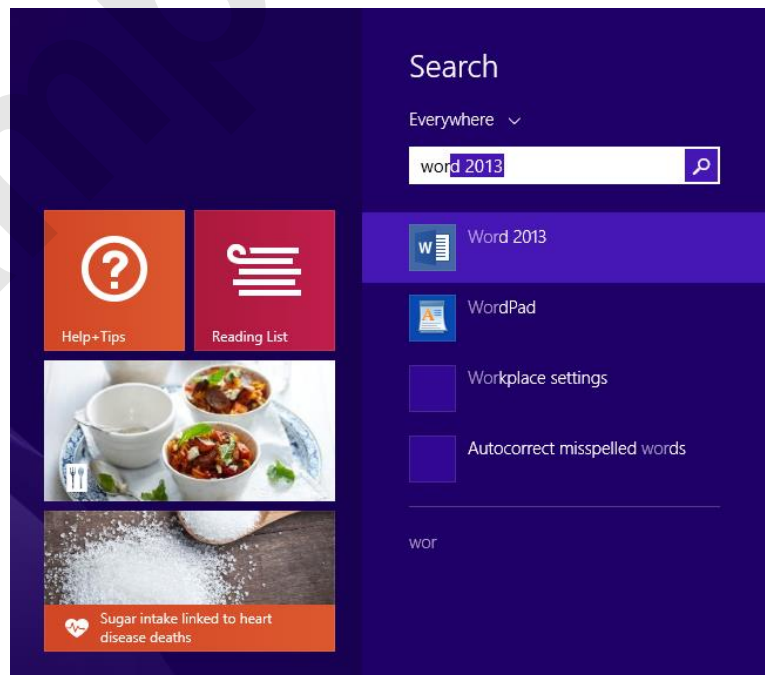 Search
Everywhere
word 2013
Word 2013
WordPad
Workplace settings
Autocorrect misspelled words
wor
Help+Tips
Reading List
Sugar intake linked to heart
disease deaths